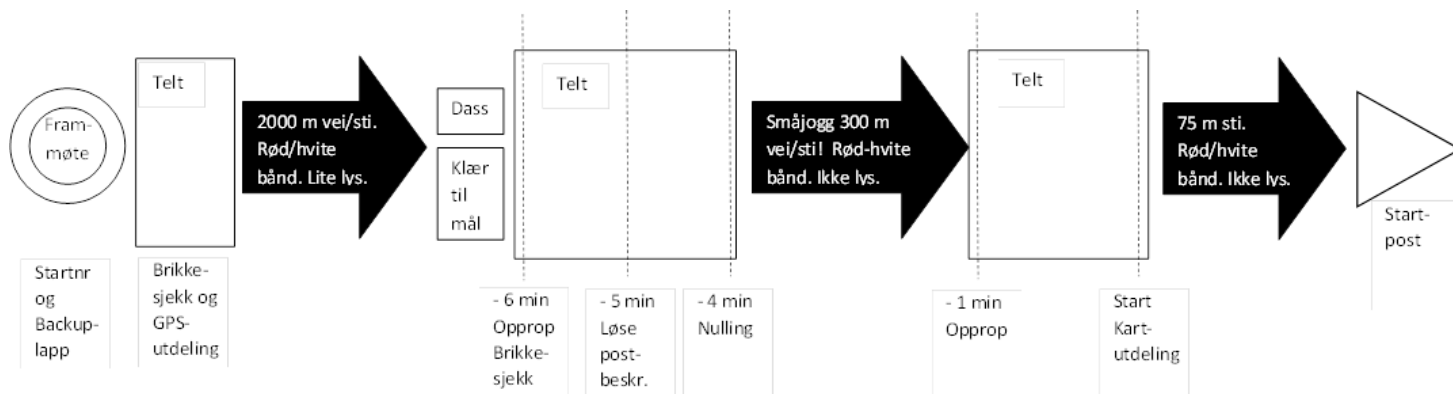 Fram-
møte
Startnr
og
Backup-
lapp
Telt
Brikke-
sjekk og
GPS-
utdeling
2000 m vei/sti.
Rød/hvite
bånd. Lite lys.
Dass
Klær
til
mål
Telt
- 6 min
Opprop
Brikke-
sjekk
- 5 min
Løse
post-
beskr.
- 4 min
Nulling
Småjogg 300 m
vei/sti! Rød-hvite
bånd. Ikke lys.
Telt
- 1 min
Opprop
Start
Kart-
utdeling
75 m sti.
Rød/hvite
bånd. Ikke lys.
Start-
post